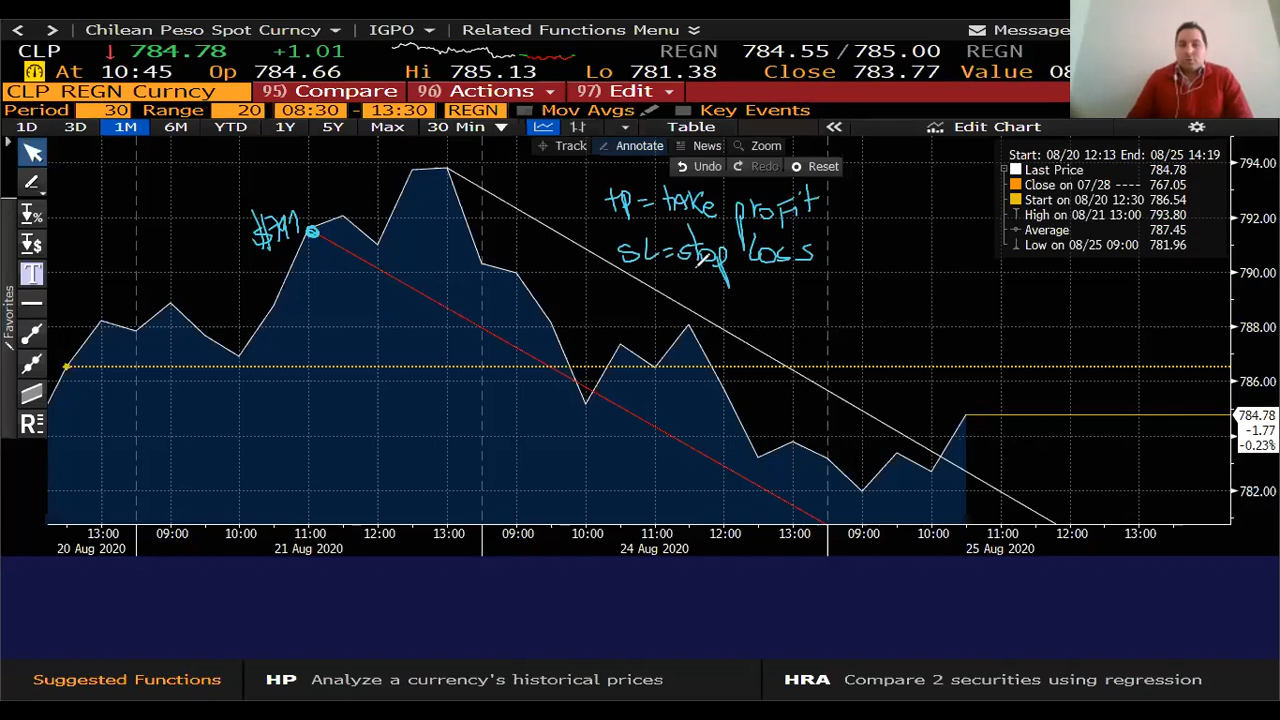 Chilean Peso Spot Curncy IGPO Related Functions Menu Message
CLP 784.78 +1.01 REGN 784.55 / 785.00 REGN
At 10:45 Op 784.66 Hi 785.13 Lo 781.38 Close 783.77 Value 08
CLP REGN Curncy 95) Compare 96) Actions 97) Edit
Period 30 Range 20 08:30 - 13:30 REGN Mov Avgs Key Events
1D 3D 1M 6M YTD 1Y 5Y Max 30 Min Table Edit Chart
Track Annotate News Zoom
Undo Redo Reset
Start: 08/20 12:13 End: 08/25 14:19
Last Price 784.78
Close on 07/28 ---- 767.05
Start on 08/20 12:30 786.54
High on 08/21 13:00 793.80
Average 787.45
Low on 08/25 09:00 781.96
tp = take profit
SL = stop loss
Favorites
794.00
792.00
790.00
788.00
786.00
784.78
-1.77
-0.23%
782.00
13:00 09:00 10:00 11:00 12:00 13:00 09:00 10:00 11:00 12:00 13:00 09:00 10:00 11:00 12:00 13:00
20 Aug 2020 21 Aug 2020 24 Aug 2020 25 Aug 2020
Suggested Functions HP Analyze a currency's historical prices HRA Compare 2 securities using regression